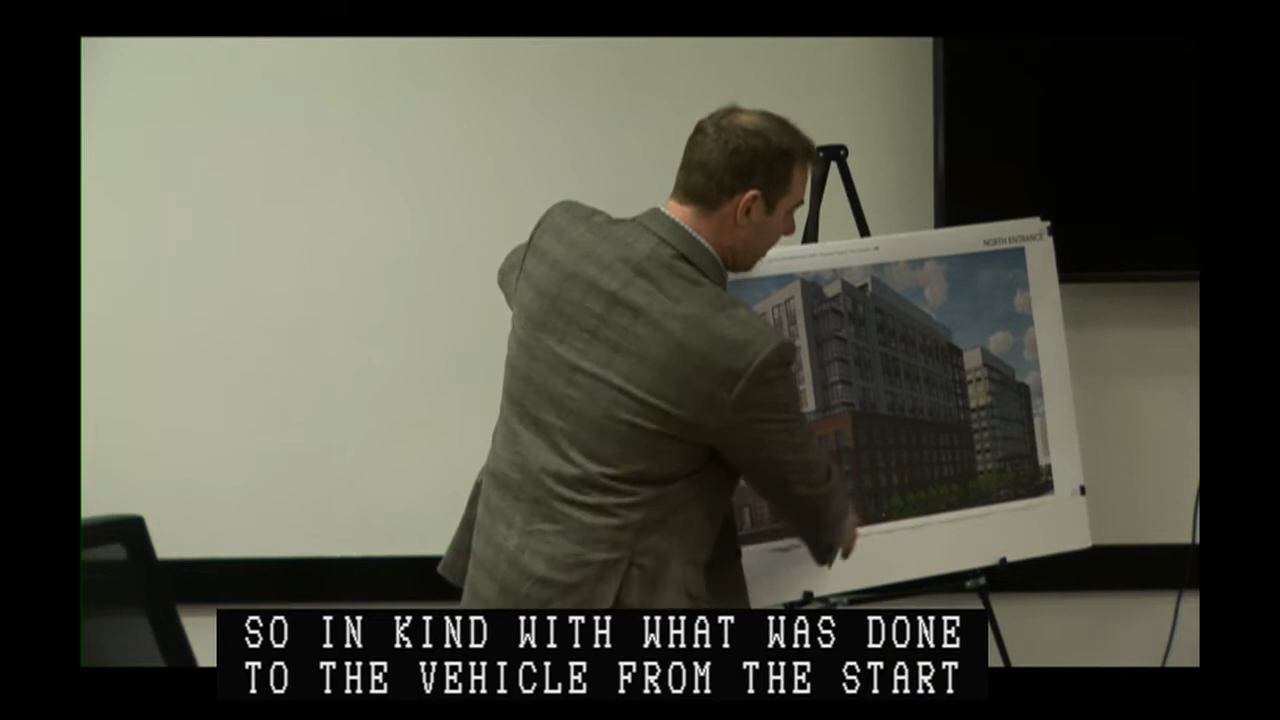 NORTH ENTRANCE
SO IN KIND WITH WHAT WAS DONE
TO THE VEHICLE FROM THE START